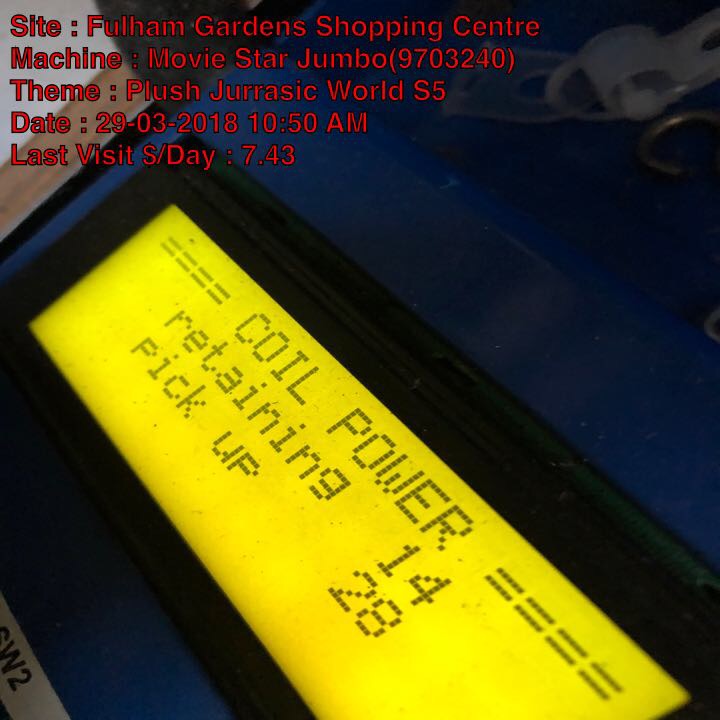 Site : Fulham Gardens Shopping Centre
Machine : Movie Star Jumbo(9703240)
Theme : Plush Jurrasic World S5
Date : 29-03-2018 10:50 AM
Last Visit $/Day : 7.43
==== COIL POWER ====
retaining 14
Pick UP 28
SW2